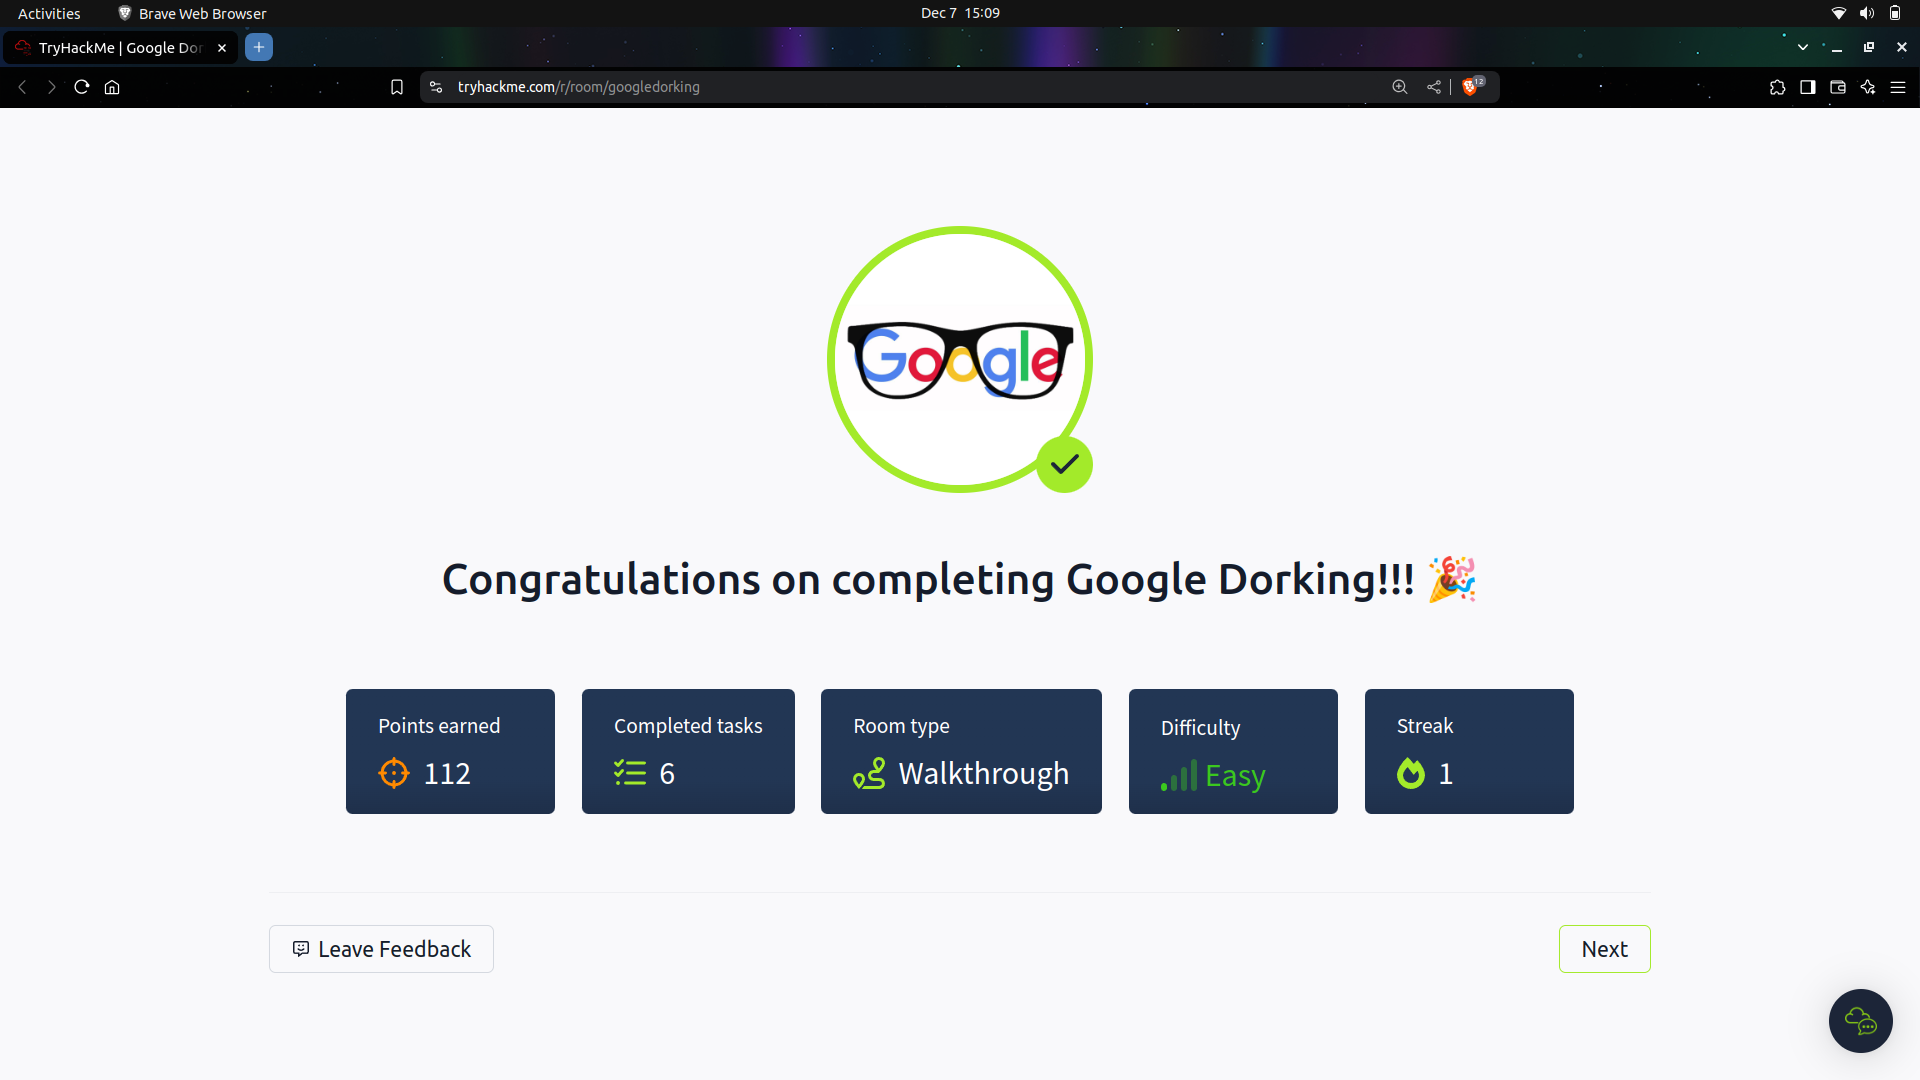 Activities
Brave Web Browser
Dec 7 15:09
TryHackMe | Google Dor
tryhackme.com/r/room/googledorking
12
Google
Congratulations on completing Google Dorking!!! 🎉
Points earned
112
Completed tasks
6
Room type
Walkthrough
Difficulty
Easy
Streak
1
Leave Feedback
Next